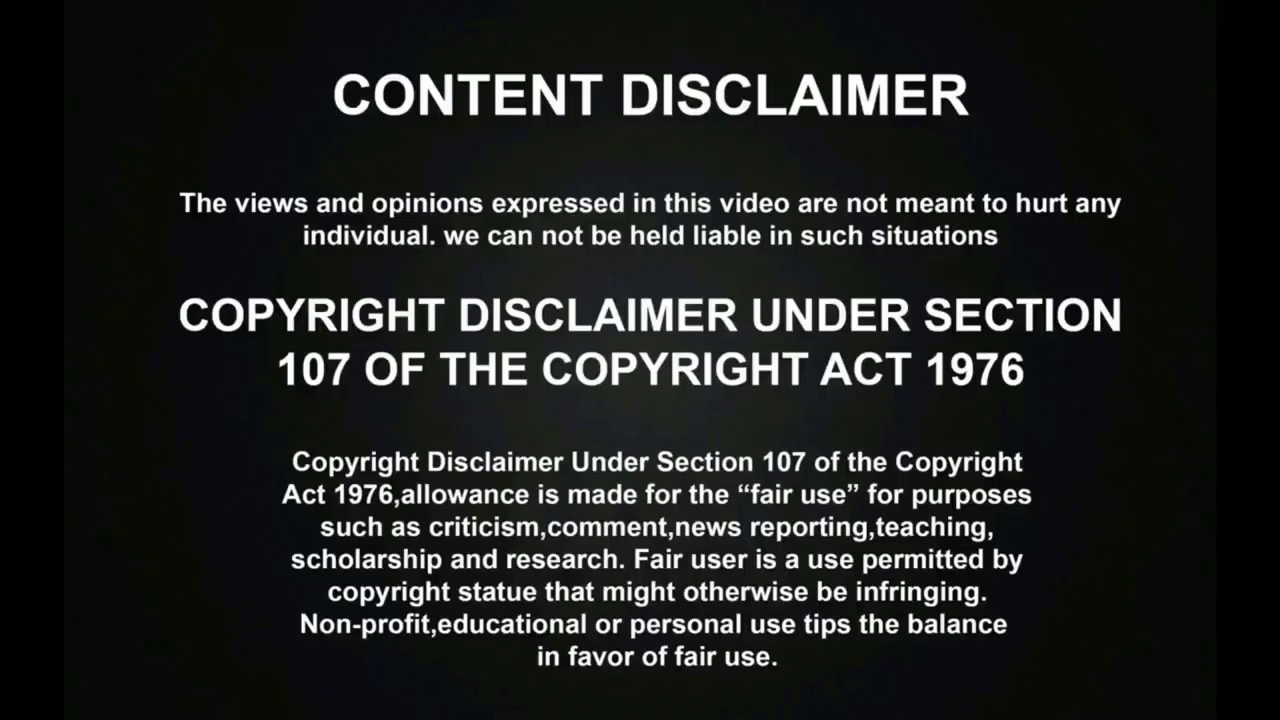 CONTENT DISCLAIMER
The views and opinions expressed in this video are not meant to hurt any
individual. we can not be held liable in such situations
COPYRIGHT DISCLAIMER UNDER SECTION
107 OF THE COPYRIGHT ACT 1976
Copyright Disclaimer Under Section 107 of the Copyright
Act 1976,allowance is made for the “fair use” for purposes
such as criticism,comment,news reporting,teaching,
scholarship and research. Fair user is a use permitted by
copyright statue that might otherwise be infringing.
Non-profit,educational or personal use tips the balance
in favor of fair use.